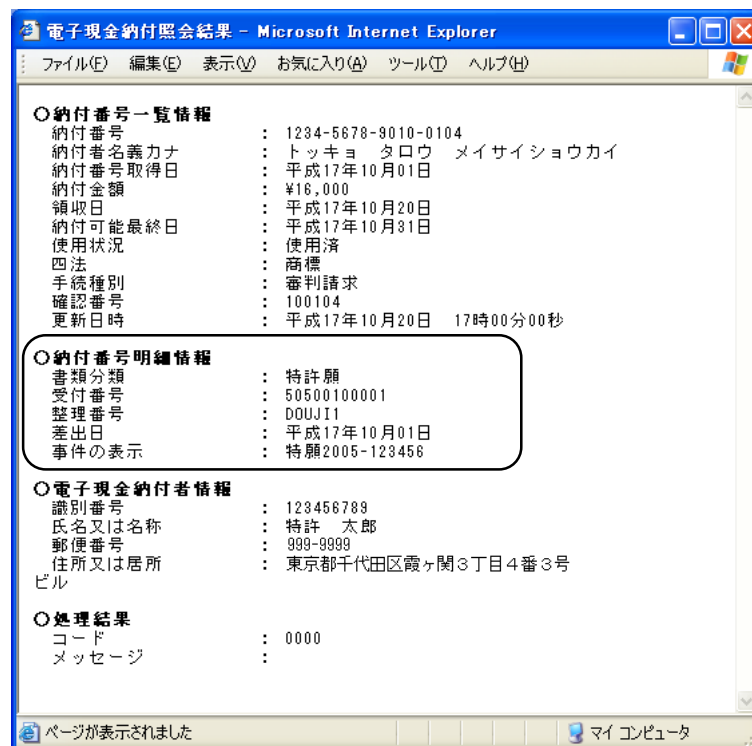 電子現金納付照会結果 - Microsoft Internet Explorer
ファイル(F) 編集(E) 表示(V) お気に入り(A) ツール(T) ヘルプ(H)
○納付番号一覧情報
納付番号 : 1234-5678-9010-0104
納付者名義カナ : トッキョ タロウ メイサイショウカイ
納付番号取得日 : 平成17年10月01日
納付金額 : ¥16,000
領収日 : 平成17年10月20日
納付可能最終日 : 平成17年10月31日
使用状況 : 使用済
四法 : 商標
手続種別 : 審判請求
確認番号 : 100104
更新日時 : 平成17年10月20日 17時00分00秒
○納付番号明細情報
書類分類 : 特許願
受付番号 : 50500100001
整理番号 : DOUJI1
差出日 : 平成17年10月01日
事件の表示 : 特願2005-123456
○電子現金納付者情報
識別番号 : 123456789
氏名又は名称 : 特許 太郎
郵便番号 : 999-9999
住所又は居所 : 東京都千代田区霞ヶ関3丁目4番3号
ビル
○処理結果
コード : 0000
メッセージ :
ページが表示されました マイ コンピュータ